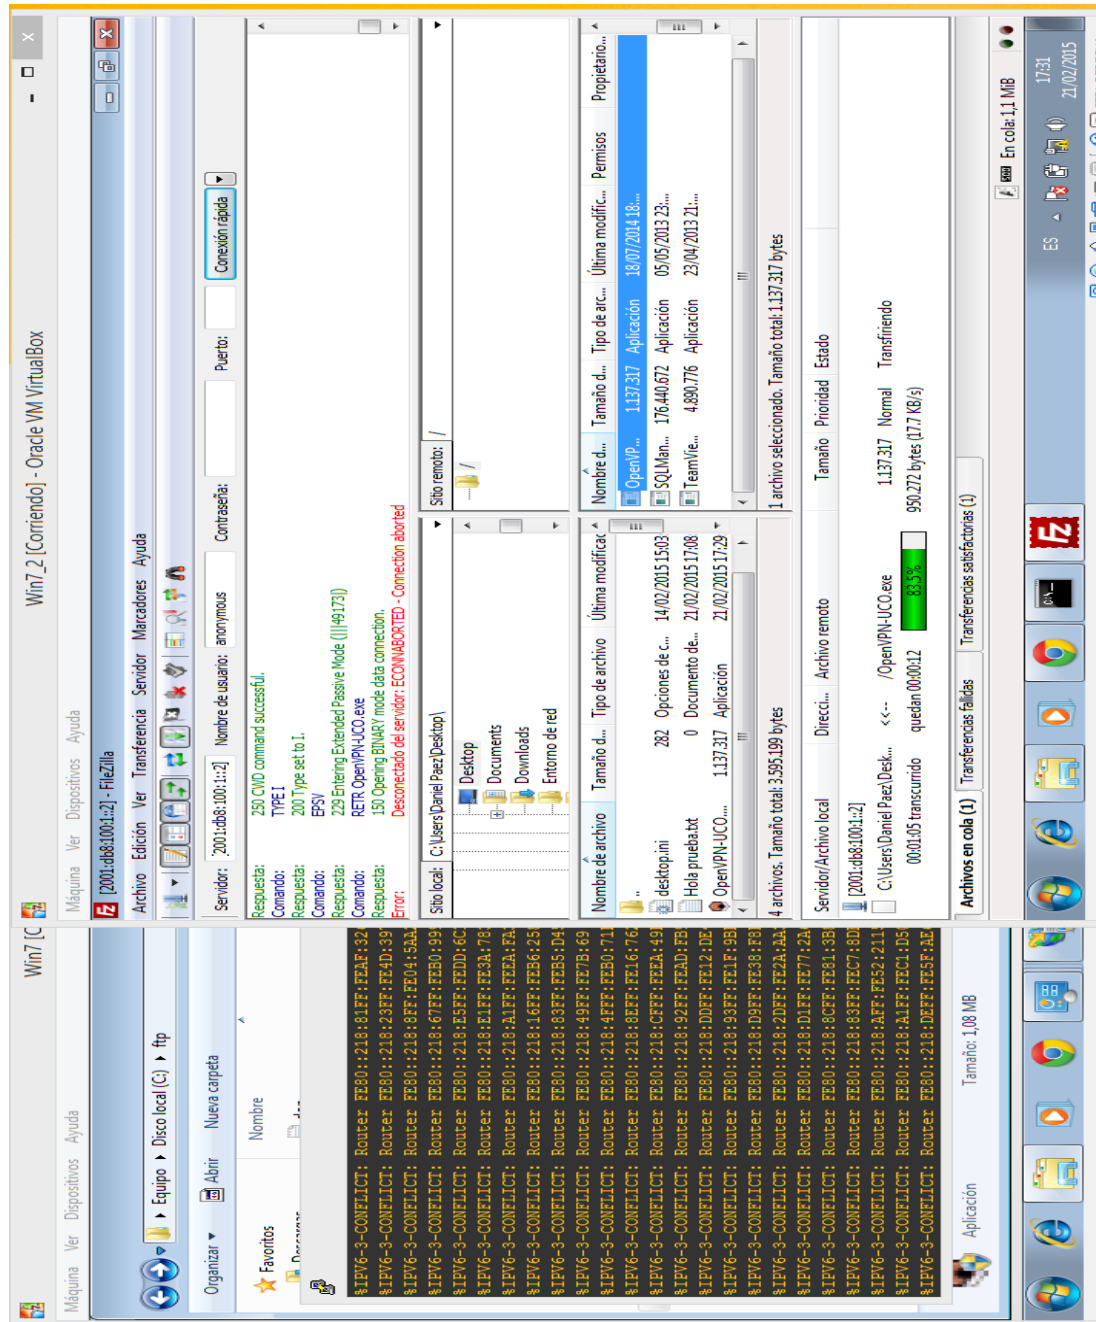 Win7 [C
Máquina Ver Dispositivos Ayuda
Equipo Disco local (C:) ftp
Organizar Abrir Nueva carpeta
Favoritos
Descargas
Nombre
%IPV6-3-CONFLICT: Router FE80::218:81FF:FEAF:324
%IPV6-3-CONFLICT: Router FE80::218:23FF:FE4D:39
%IPV6-3-CONFLICT: Router FE80::218:8FF:FE04:5AA
%IPV6-3-CONFLICT: Router FE80::218:67FF:FEB0:99
%IPV6-3-CONFLICT: Router FE80::218:E5FF:FEDD:6C
%IPV6-3-CONFLICT: Router FE80::218:E1FF:FE3A:78
%IPV6-3-CONFLICT: Router FE80::218:A1FF:FEEA:FA
%IPV6-3-CONFLICT: Router FE80::218:16FF:FEB6:25
%IPV6-3-CONFLICT: Router FE80::218:83FF:FEB5:D4
%IPV6-3-CONFLICT: Router FE80::218:49FF:FE7B:69
%IPV6-3-CONFLICT: Router FE80::218:4FFF:FEB0:71
%IPV6-3-CONFLICT: Router FE80::218:8EFF:FE16:76
%IPV6-3-CONFLICT: Router FE80::218:CFFF:FEEA:49
%IPV6-3-CONFLICT: Router FE80::218:92FF:FEAD:FB
%IPV6-3-CONFLICT: Router FE80::218:DDFF:FE12:DE
%IPV6-3-CONFLICT: Router FE80::218:93FF:FE1F:9B
%IPV6-3-CONFLICT: Router FE80::218:D9FF:FE38:F8
%IPV6-3-CONFLICT: Router FE80::218:2DFF:FE2A:AA
%IPV6-3-CONFLICT: Router FE80::218:D1FF:FE77:2A
%IPV6-3-CONFLICT: Router FE80::218:8CFF:FE81:3B
%IPV6-3-CONFLICT: Router FE80::218:83FF:FEC7:8D
%IPV6-3-CONFLICT: Router FE80::218:AFF:FE52:211
%IPV6-3-CONFLICT: Router FE80::218:A1FF:FEC1:D5
%IPV6-3-CONFLICT: Router FE80::218:DEFF:FE5F:AE
Aplicación Tamaño: 1,08 MB
Win7_2 [Corriendo] - Oracle VM VirtualBox
Máquina Ver Dispositivos Ayuda
[2001:db8:100:1::2] - FileZilla
Archivo Edición Ver Transferencia Servidor Marcadores Ayuda
Servidor: 2001:db8:100:1::2] Nombre de usuario: anonymous Contraseña: Puerto: Conexión rápida
Respuesta: 250 CWD command successful.
Comando: TYPE I
Respuesta: 200 Type set to I.
Comando: EPSV
Respuesta: 229 Entering Extended Passive Mode (|||49173|)
Comando: RETR OpenVPN-UCO.exe
Respuesta: 150 Opening BINARY mode data connection.
Error: Desconectado del servidor: ECONNABORTED - Connection aborted
Sitio local: C:\Users\Daniel Paez\Desktop\
Desktop
Documents
Downloads
Entorno de red
Sitio remoto: /
/
Nombre de archivo Tamaño d... Tipo de archivo Última modificac
..
desktop.ini 282 Opciones de c... 14/02/2015 15:03
Hola prueba.txt 0 Documento de... 21/02/2015 17:08
OpenVPN-UCO.... 1.137.317 Aplicación 21/02/2015 17:29
4 archivos. Tamaño total: 3.595.199 bytes
Nombre d... Tamaño d... Tipo de arc... Última modific... Permisos Propietario...
OpenVP... 1.137.317 Aplicación 18/07/2014 18:...
SQLMan... 176.440.672 Aplicación 05/05/2013 23:...
TeamVie... 4.890.776 Aplicación 23/04/2013 21:...
1 archivo seleccionado. Tamaño total: 1.137.317 bytes
Servidor/Archivo local Direcci... Archivo remoto Tamaño Prioridad Estado
[2001:db8:100:1::2]
C:\Users\Daniel Paez\Desk... <<-- /OpenVPN-UCO.exe 1.137.317 Normal Transfiriendo
00:01:05 transcurrido quedan 00:00:12 83.5% 950.272 bytes (17.7 KB/s)
Archivos en cola (1) Transferencias fallidas Transferencias satisfactorias (1)
En cola: 1,1 MiB
ES 17:31
21/02/2015